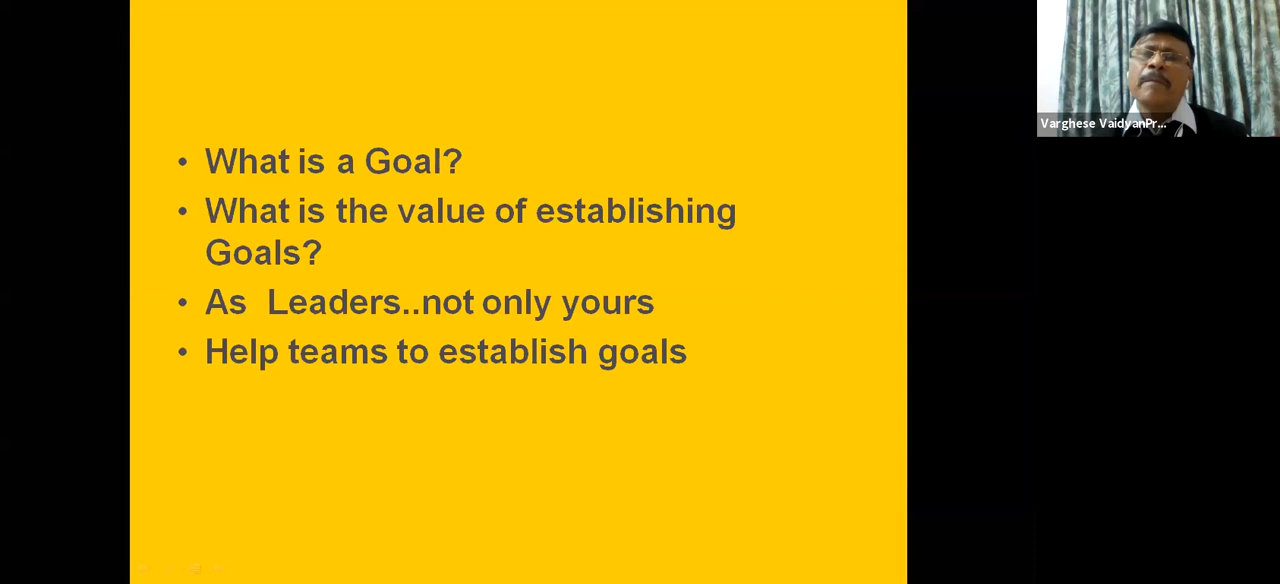 • What is a Goal?
• What is the value of establishing
Goals?
• As  Leaders..not only yours
• Help teams to establish goals
Varghese VaidyanPr...